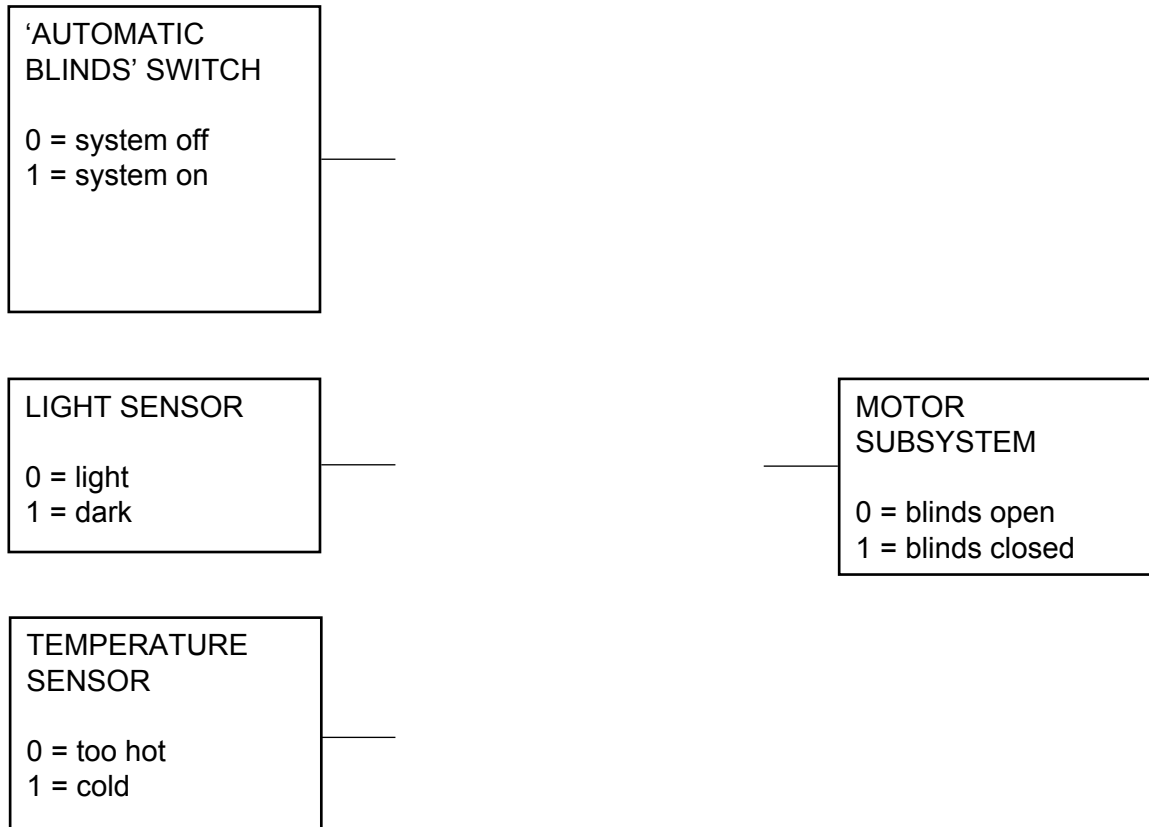 ‘AUTOMATIC
BLINDS’ SWITCH
0 = system off
1 = system on
LIGHT SENSOR
0 = light
1 = dark
MOTOR
SUBSYSTEM
0 = blinds open
1 = blinds closed
TEMPERATURE
SENSOR
0 = too hot
1 = cold